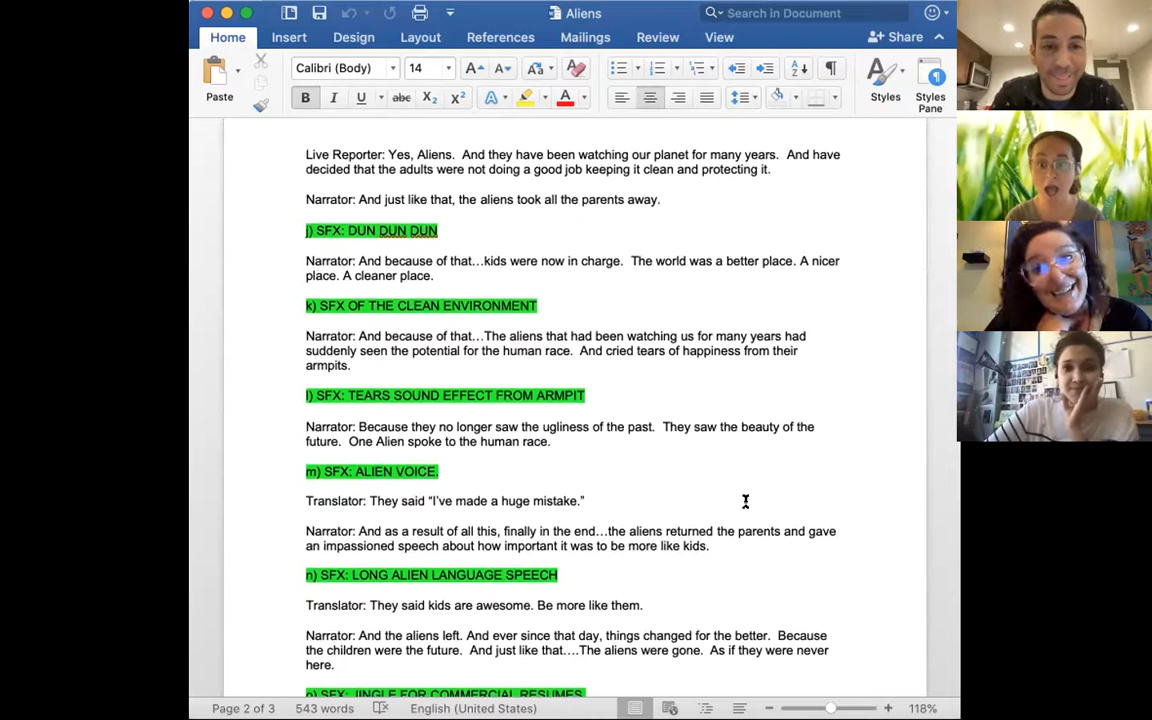 Aliens
Search in Document
Home Insert Design Layout References Mailings Review View Share
Paste Calibri (Body) 14 Styles Styles Pane
Live Reporter: Yes, Aliens.  And they have been watching our planet for many years.  And have
decided that the adults were not doing a good job keeping it clean and protecting it.
Narrator: And just like that, the aliens took all the parents away.
j) SFX: DUN DUN DUN
Narrator: And because of that…kids were now in charge.  The world was a better place. A nicer
place. A cleaner place.
k) SFX OF THE CLEAN ENVIRONMENT
Narrator: And because of that…The aliens that had been watching us for many years had
suddenly seen the potential for the human race.  And cried tears of happiness from their
armpits.
l) SFX: TEARS SOUND EFFECT FROM ARMPIT
Narrator: Because they no longer saw the ugliness of the past.  They saw the beauty of the
future.  One Alien spoke to the human race.
m) SFX: ALIEN VOICE.
Translator: They said “I’ve made a huge mistake.”
Narrator: And as a result of all this, finally in the end…the aliens returned the parents and gave
an impassioned speech about how important it was to be more like kids.
n) SFX: LONG ALIEN LANGUAGE SPEECH
Translator: They said kids are awesome. Be more like them.
Narrator: And the aliens left. And ever since that day, things changed for the better.  Because
the children were the future.  And just like that….The aliens were gone.  As if they were never
here.
o) SFX: JINGLE FOR COMMERCIAL RESUMES
Page 2 of 3 543 words English (United States) 118%